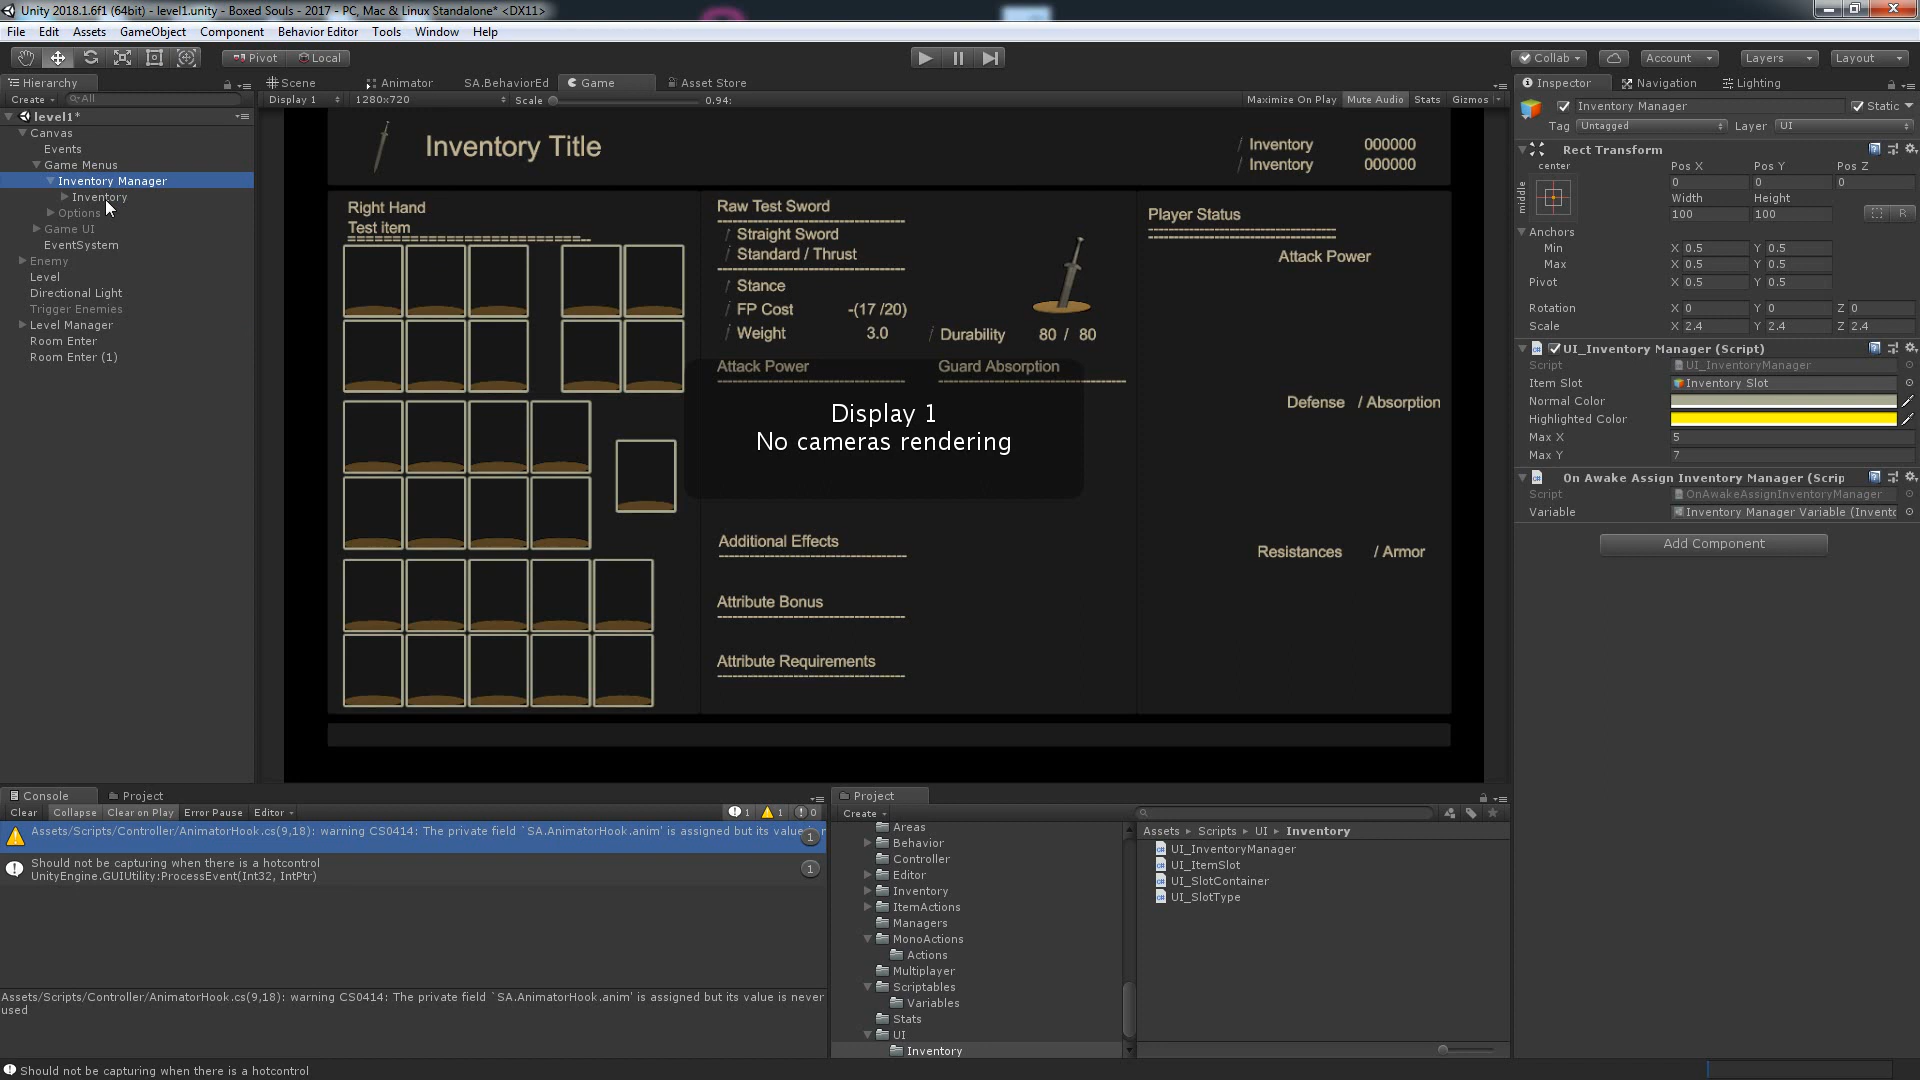 Unity 2018.1.6f1 (64bit) - level1.unity - Boxed Souls - 2017 - PC, Mac & Linux Standalone* <DX11>
File Edit Assets GameObject Component Behavior Editor Tools Window Help
Pivot Local Collab Account Layers Layout
Hierarchy
Create All
level1*
Canvas
Events
Game Menus
Inventory Manager
Inventory
Options
Game UI
EventSystem
Enemy
Level
Directional Light
Trigger Enemies
Level Manager
Room Enter
Room Enter (1)
Scene Animator SA.BehaviorEd Game Asset Store
Display 1 1280x720 Scale 0.94: Maximize On Play Mute Audio Stats Gizmos
Inventory Title
/ Inventory 000000
/ Inventory 000000
Right Hand
Test item
Raw Test Sword
/ Straight Sword
/ Standard / Thrust
/ Stance
/ FP Cost -(17 /20)
/ Weight 3.0 / Durability 80 / 80
Attack Power Guard Absorption
Display 1
No cameras rendering
Additional Effects
Attribute Bonus
Attribute Requirements
Player Status
Attack Power
Defense / Absorption
Resistances / Armor
Inspector Navigation Lighting
Inventory Manager Static
Tag Untagged Layer UI
Rect Transform
center Pos X Pos Y Pos Z
middle 0 0 0
Width Height
100 100 R
Anchors
Min X 0.5 Y 0.5
Max X 0.5 Y 0.5
Pivot X 0.5 Y 0.5
Rotation X 0 Y 0 Z 0
Scale X 2.4 Y 2.4 Z 2.4
UI_Inventory Manager (Script)
Script UI_InventoryManager
Item Slot Inventory Slot
Normal Color
Highlighted Color
Max X 5
Max Y 7
On Awake Assign Inventory Manager (Scrip
Script OnAwakeAssignInventoryManager
Variable Inventory Manager Variable (Invento
Add Component
Console Project
Clear Collapse Clear on Play Error Pause Editor 1 1 0
Assets/Scripts/Controller/AnimatorHook.cs(9,18): warning CS0414: The private field `SA.AnimatorHook.anim' is assigned but its value is n
1
Should not be capturing when there is a hotcontrol
UnityEngine.GUIUtility:ProcessEvent(Int32, IntPtr)
1
Assets/Scripts/Controller/AnimatorHook.cs(9,18): warning CS0414: The private field `SA.AnimatorHook.anim' is assigned but its value is never
used
Project
Create
Areas
Behavior
Controller
Editor
Inventory
ItemActions
Managers
MonoActions
Actions
Multiplayer
Scriptables
Variables
Stats
UI
Inventory
Assets Scripts UI Inventory
UI_InventoryManager
UI_ItemSlot
UI_SlotContainer
UI_SlotType
Should not be capturing when there is a hotcontrol